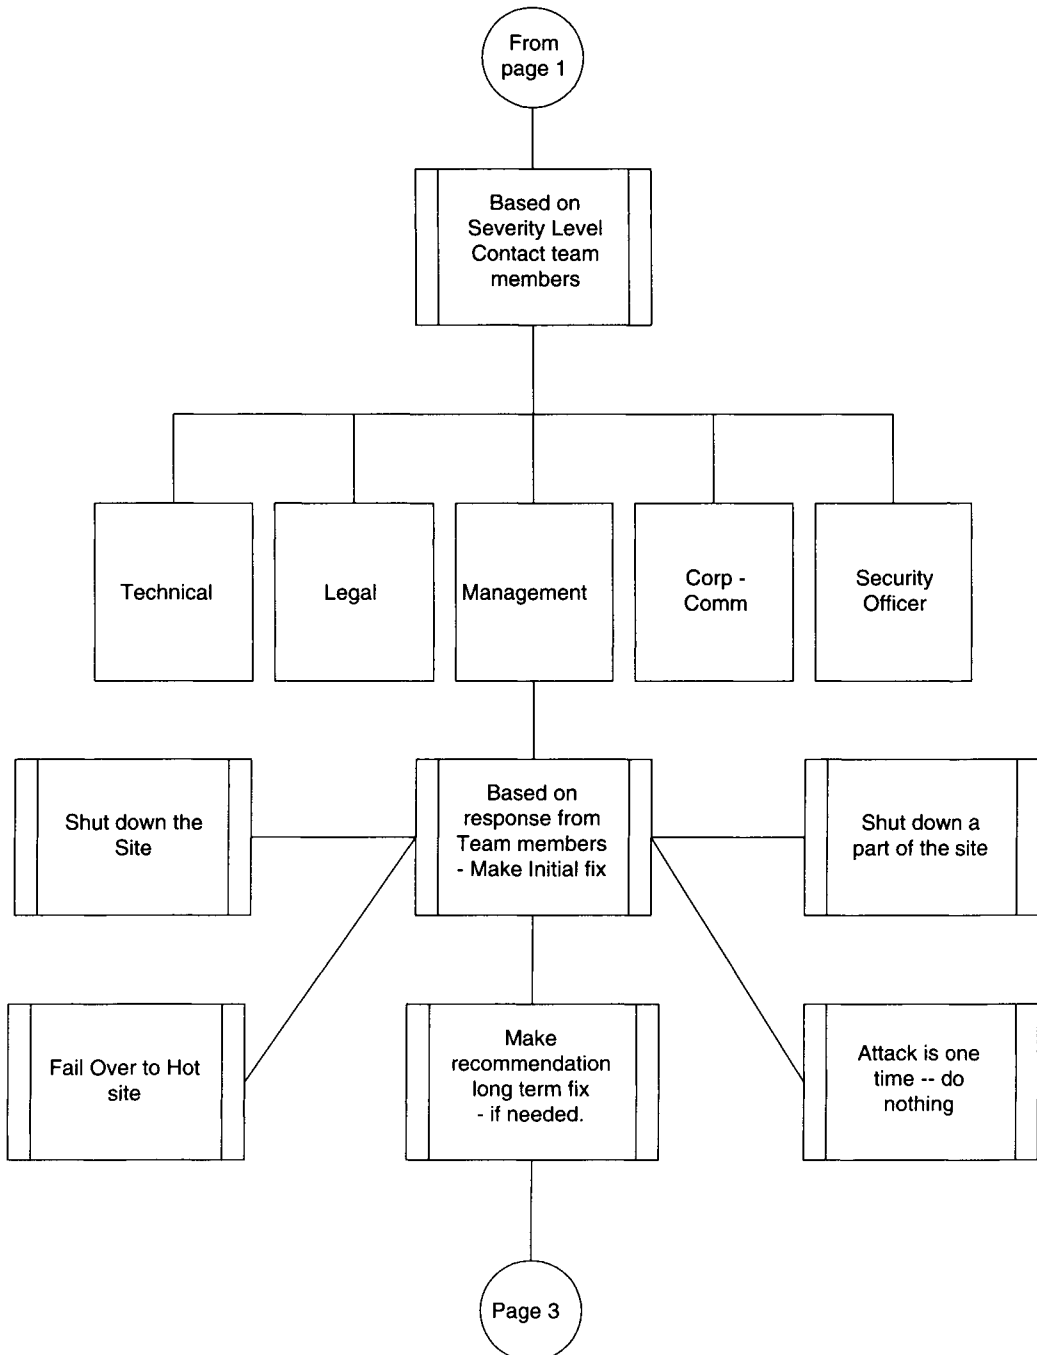 From
page 1
Based on
Severity Level
Contact team
members
Technical
Legal
Management
Corp -
Comm
Security
Officer
Shut down the
Site
Based on
response from
Team members
- Make Initial fix
Shut down a
part of the site
Fail Over to Hot
site
Make
recommendation
long term fix
- if needed.
Attack is one
time -- do
nothing
Page 3